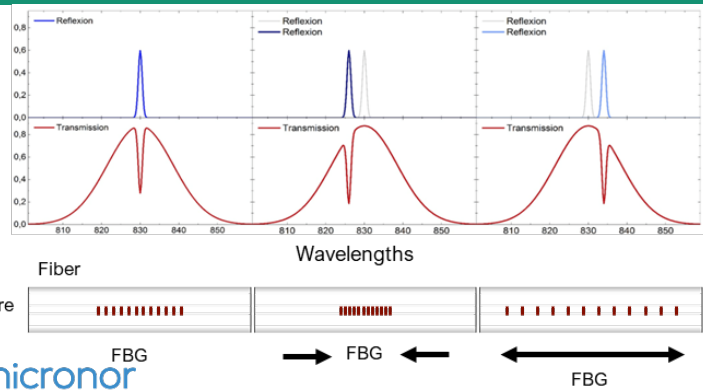 Reflexion
Reflexion
Reflexion
Reflexion
Reflexion
0,8
0,6
0,4
0,2
0,0
Transmission
Transmission
Transmission
0,8
0,6
0,4
0,2
0,0
810 820 830 840 850
810 820 830 840 850
810 820 830 840 850
Wavelengths
Fiber
re
FBG
FBG
FBG
micronor